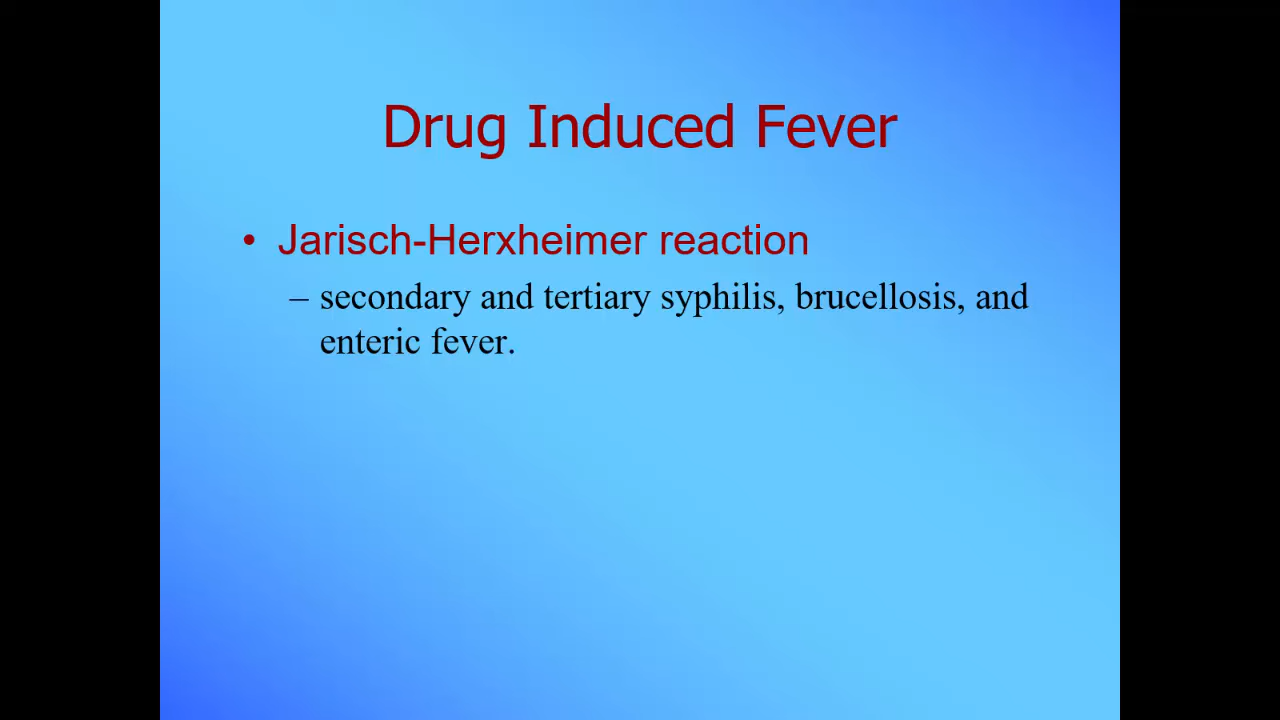 Drug Induced Fever
• Jarisch-Herxheimer reaction
– secondary and tertiary syphilis, brucellosis, and
enteric fever.